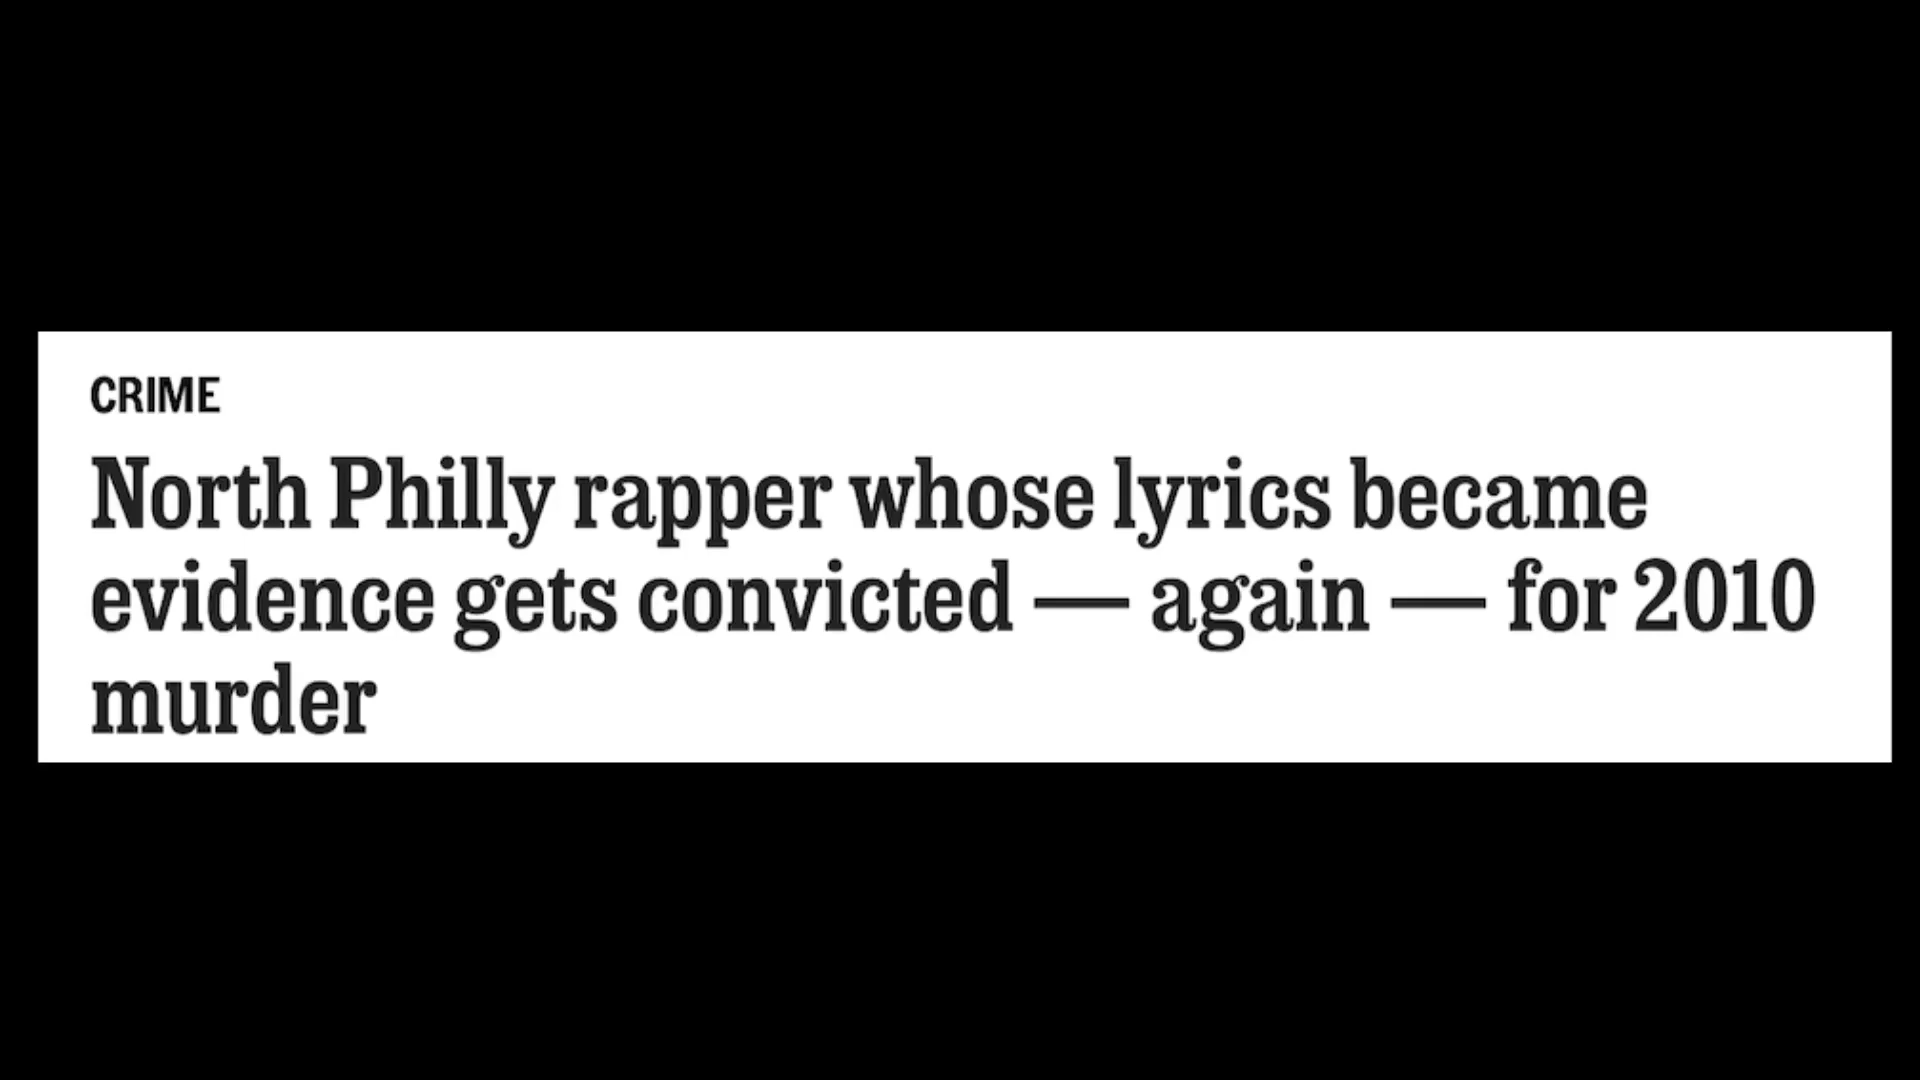 CRIME
North Philly rapper whose lyrics became
evidence gets convicted — again — for 2010
murder